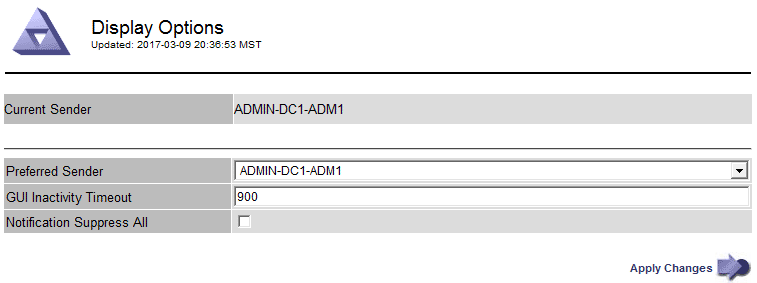 Display Options
Updated: 2017-03-09 20:36:53 MST
Current Sender ADMIN-DC1-ADM1
Preferred Sender ADMIN-DC1-ADM1
GUI Inactivity Timeout 900
Notification Suppress All
Apply Changes